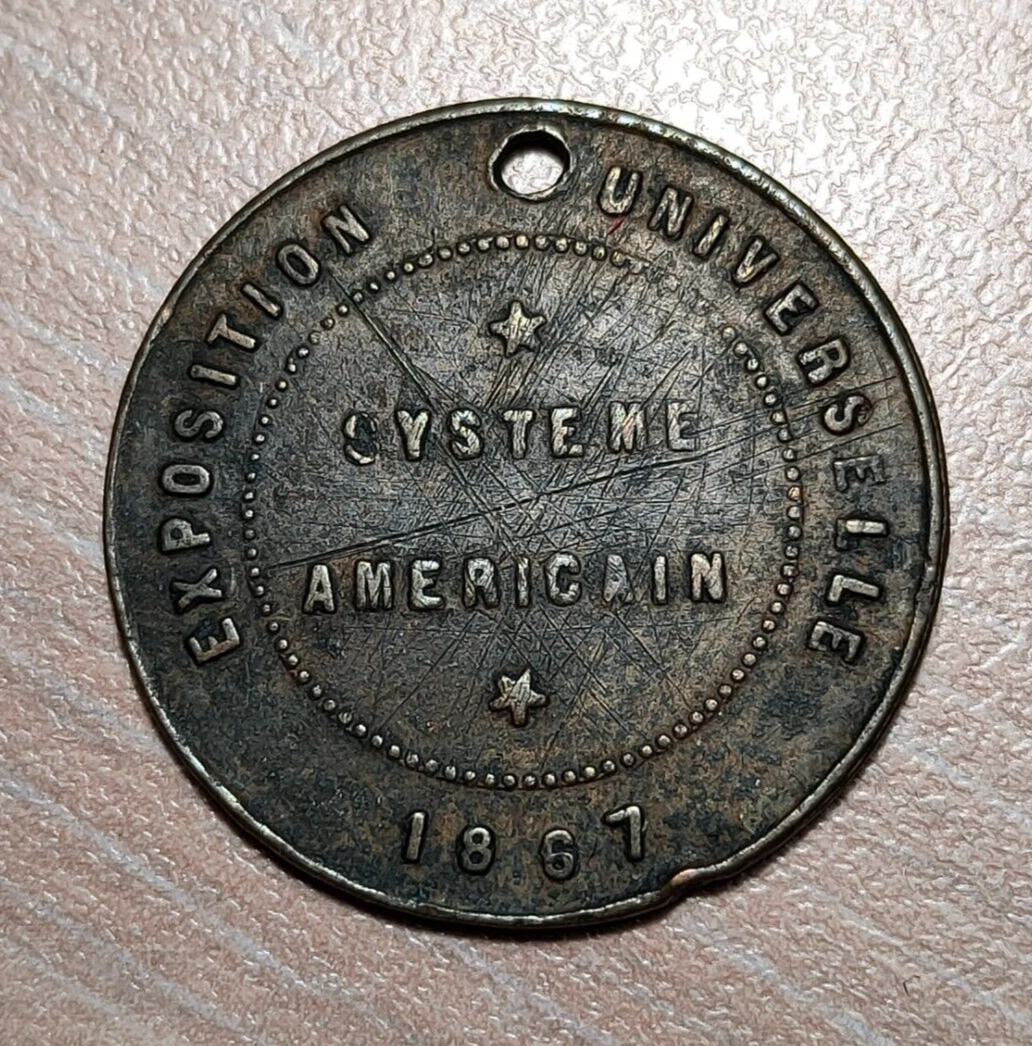 EXPOSITION UNIVERSELLE
SYSTEME
AMERICAIN
1867